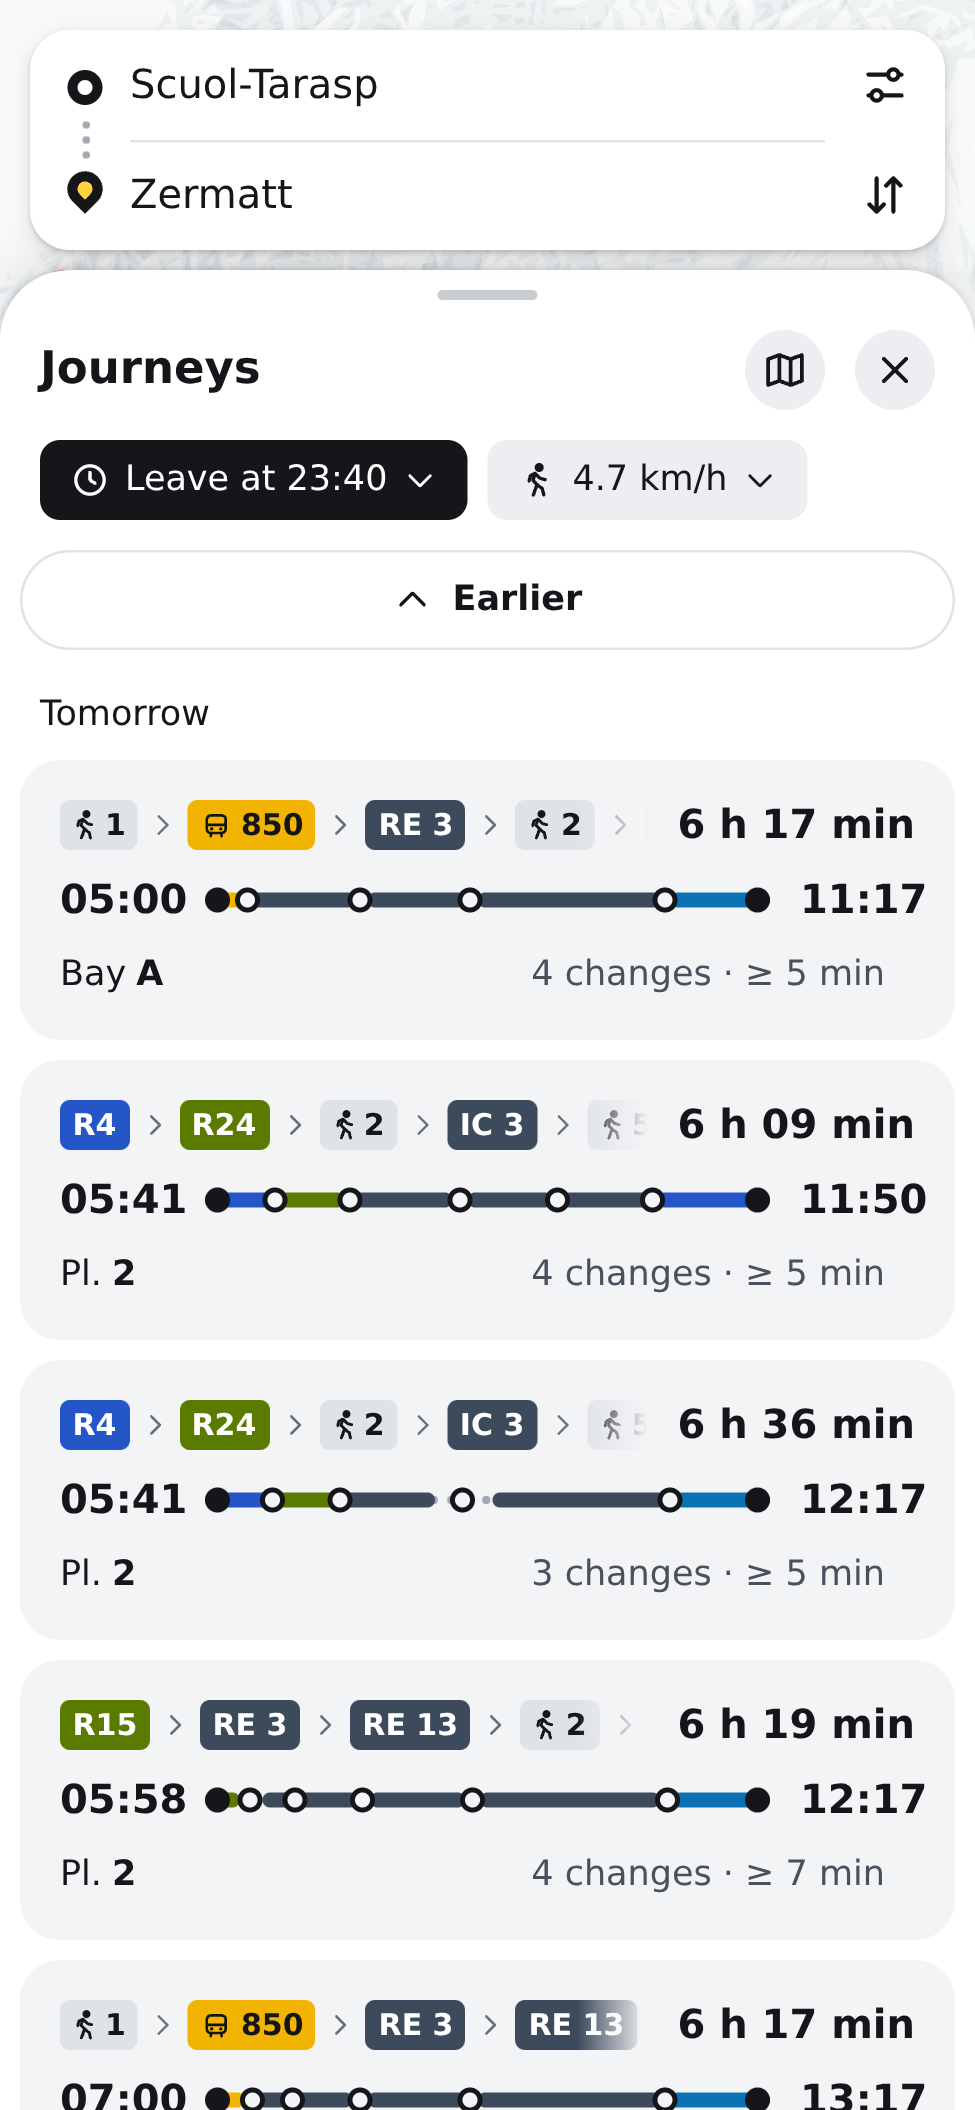 Scuol-Tarasp
Zermatt
Journeys
Leave at 23:40
4.7 km/h
Earlier
Tomorrow
1 850 RE 3 2 6 h 17 min
05:00 11:17
Bay A 4 changes · ≥ 5 min
R4 R24 2 IC 3 5 6 h 09 min
05:41 11:50
Pl. 2 4 changes · ≥ 5 min
R4 R24 2 IC 3 5 6 h 36 min
05:41 12:17
Pl. 2 3 changes · ≥ 5 min
R15 RE 3 RE 13 2 6 h 19 min
05:58 12:17
Pl. 2 4 changes · ≥ 7 min
1 850 RE 3 RE 13 6 h 17 min
07:00 13:17